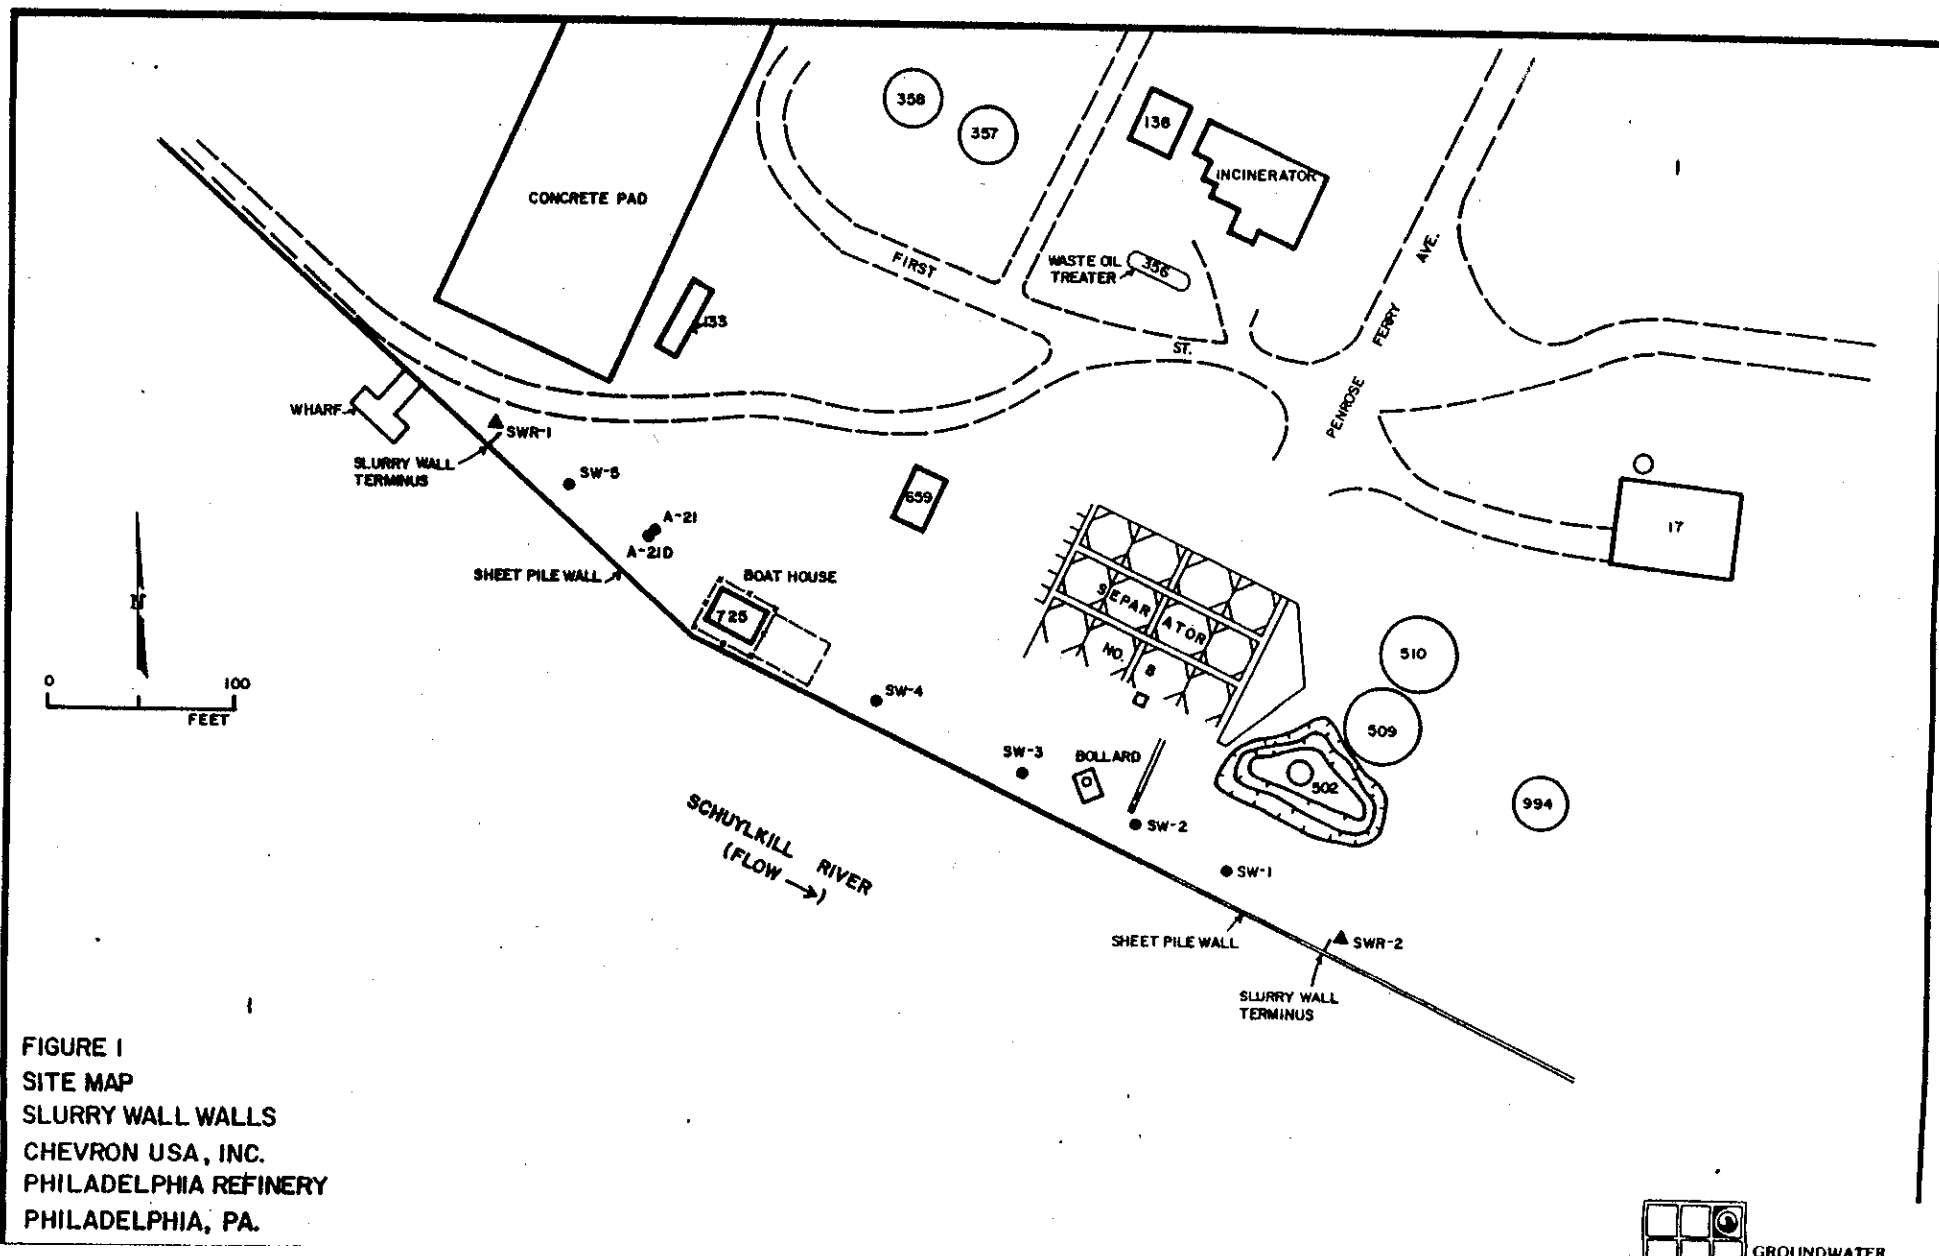 358
357
136
INCINERATOR
CONCRETE PAD
WASTE OIL
TREATER
356
FIRST
ST.
PENROSE
FERRY
AVE.
133
WHARF
SWR-1
SLURRY WALL
TERMINUS
SW-5
A-21
A-21D
659
17
SHEET PILE WALL
BOAT HOUSE
725
SEPARATOR
NO. 8
510
509
502
994
N
0 100
FEET
SW-4
SW-3
BOLLARD
SW-2
SW-1
SCHUYLKILL RIVER
(FLOW →)
SHEET PILE WALL
SWR-2
SLURRY WALL
TERMINUS
FIGURE 1
SITE MAP
SLURRY WALL WALLS
CHEVRON USA, INC.
PHILADELPHIA REFINERY
PHILADELPHIA, PA.
GROUNDWATER